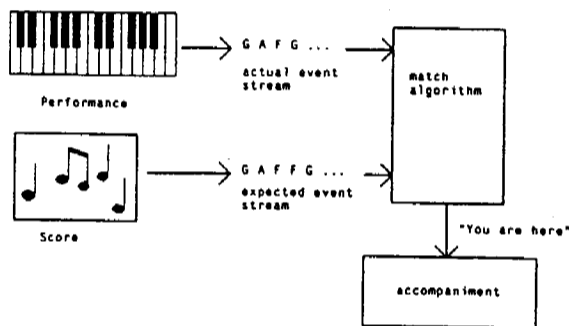 G A F G ...
actual event
stream
match
algorithm
Performance
G A F F G ...
expected event
stream
Score
"You are here"
accompaniment